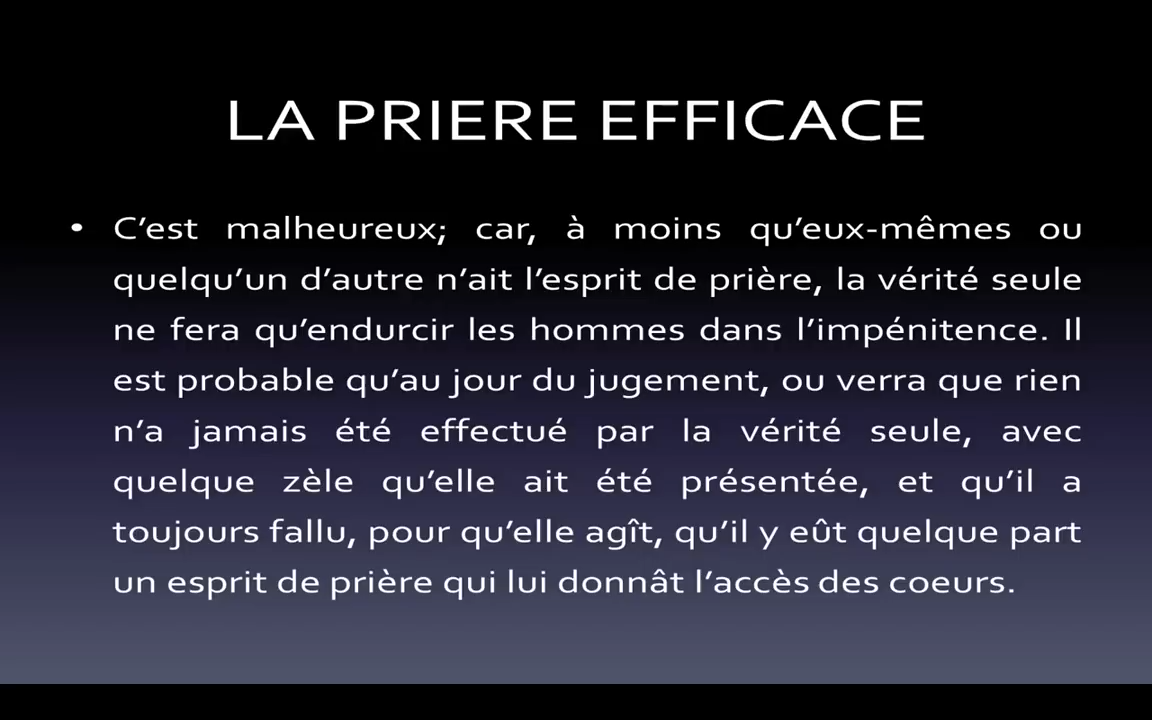 LA PRIERE EFFICACE
• C’est malheureux; car, à moins qu’eux-mêmes ou
quelqu’un d’autre n’ait l’esprit de prière, la vérité seule
ne fera qu’endurcir les hommes dans l’impénitence. Il
est probable qu’au jour du jugement, ou verra que rien
n’a jamais été effectué par la vérité seule, avec
quelque zèle qu’elle ait été présentée, et qu’il a
toujours fallu, pour qu’elle agît, qu’il y eût quelque part
un esprit de prière qui lui donnât l’accès des coeurs.